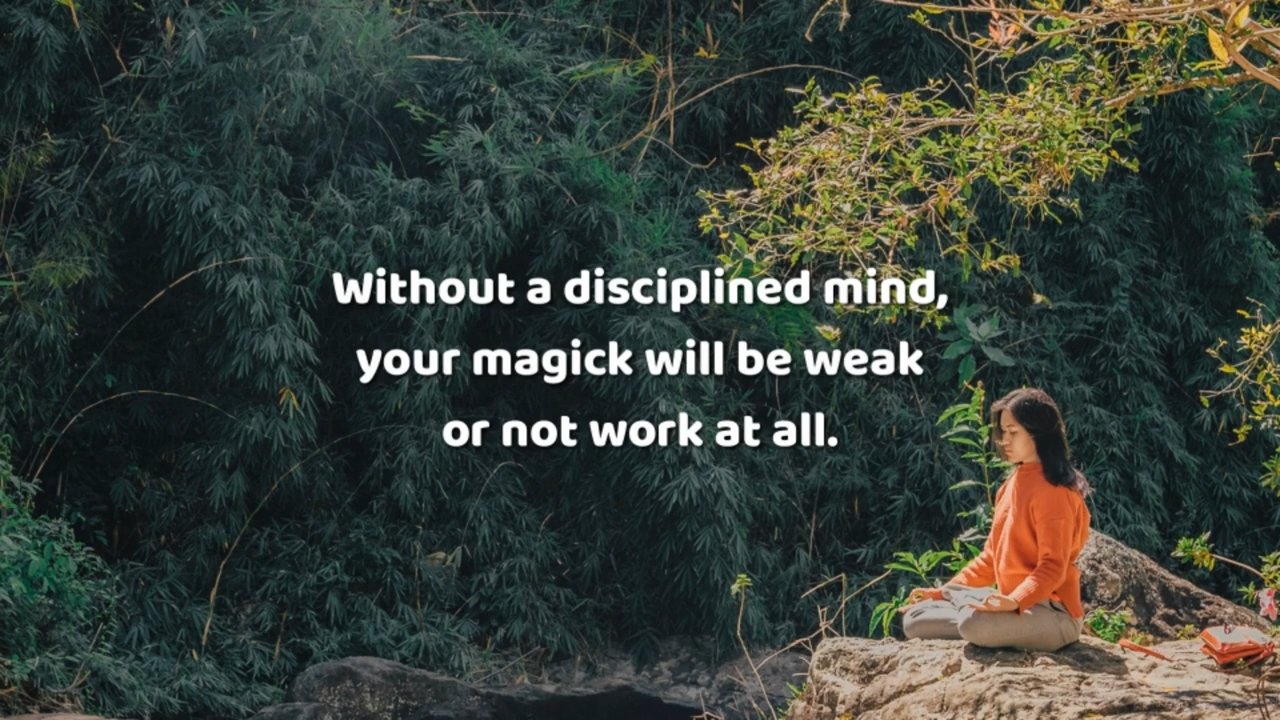 Without a disciplined mind,
your magick will be weak
or not work at all.